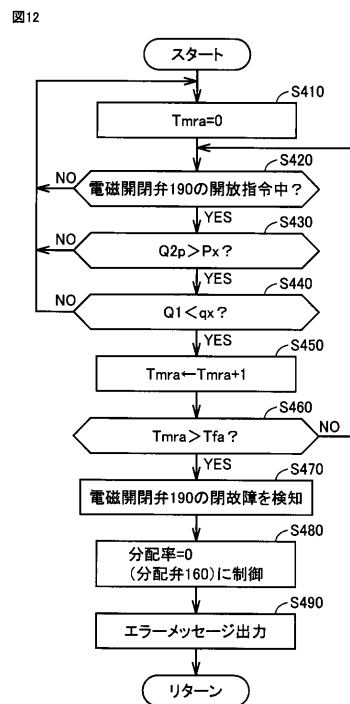 図12
スタート
S410
Tmra=0
S420
NO
電磁開閉弁190の開放指令中？
YES
S430
NO
Q2p＞Px？
YES
S440
NO
Q1＜qx？
YES
S450
Tmra←Tmra+1
S460
Tmra＞Tfa？
NO
YES
S470
電磁開閉弁190の閉故障を検知
S480
分配率=0
(分配弁160)に制御
S490
エラーメッセージ出力
リターン